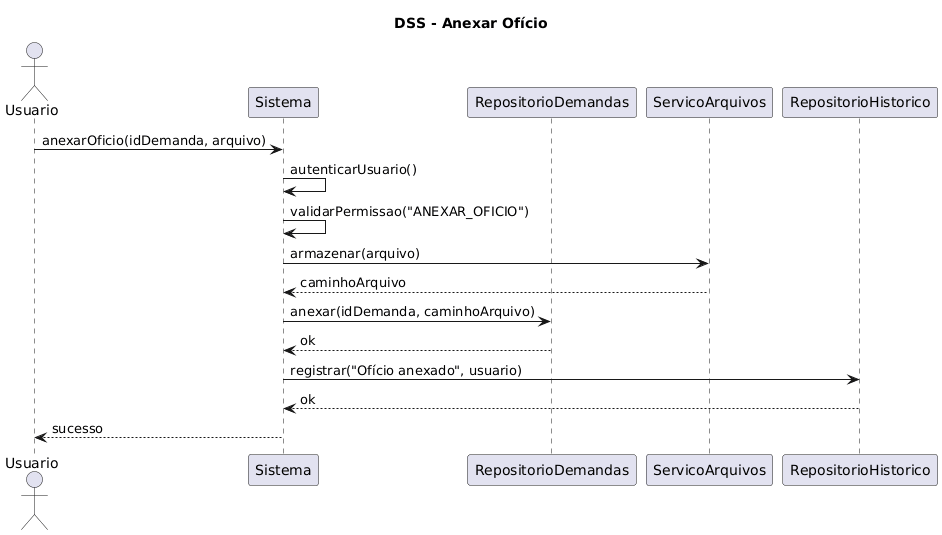 DSS - Anexar Ofício
Usuario
Sistema
RepositorioDemandas
ServicoArquivos
RepositorioHistorico
anexarOficio(idDemanda, arquivo)
autenticarUsuario()
validarPermissao("ANEXAR_OFICIO")
armazenar(arquivo)
caminhoArquivo
anexar(idDemanda, caminhoArquivo)
ok
registrar("Ofício anexado", usuario)
ok
sucesso
Usuario
Sistema
RepositorioDemandas
ServicoArquivos
RepositorioHistorico